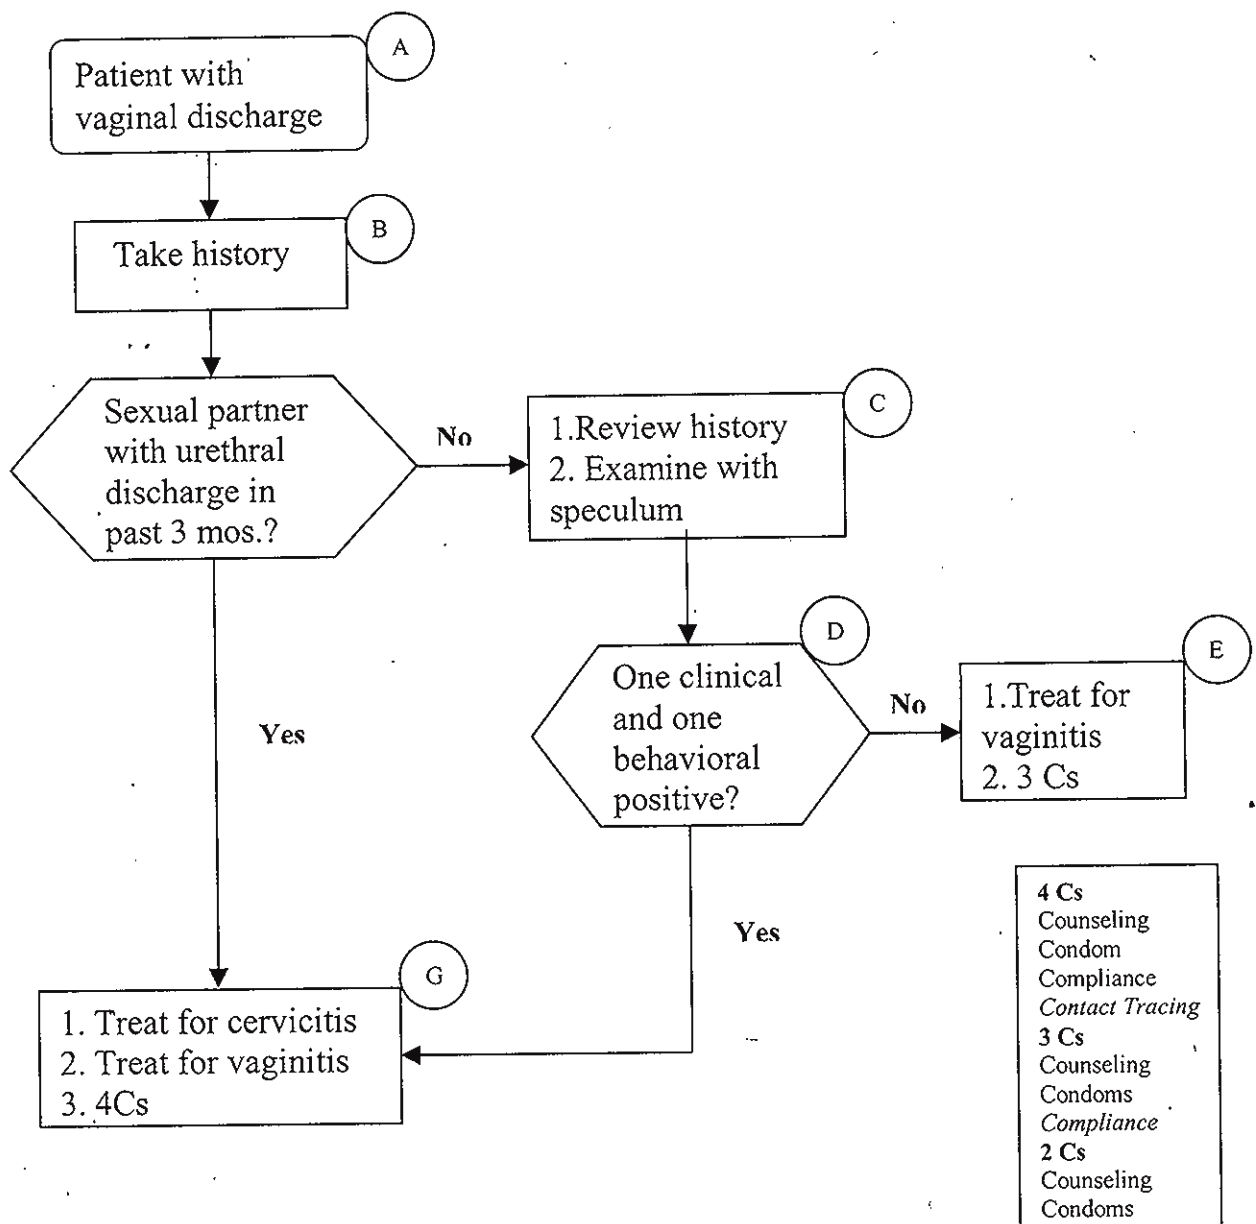 A
Patient with
vaginal discharge
B
Take history
Sexual partner
with urethral
discharge in
past 3 mos.?
No
C
1.Review history
2. Examine with
speculum
D
One clinical
and one
behavioral
positive?
No
E
1.Treat for
vaginitis
2. 3 Cs
Yes
Yes
G
1. Treat for cervicitis
2. Treat for vaginitis
3. 4Cs
4 Cs
Counseling
Condom
Compliance
Contact Tracing
3 Cs
Counseling
Condoms
Compliance
2 Cs
Counseling
Condoms